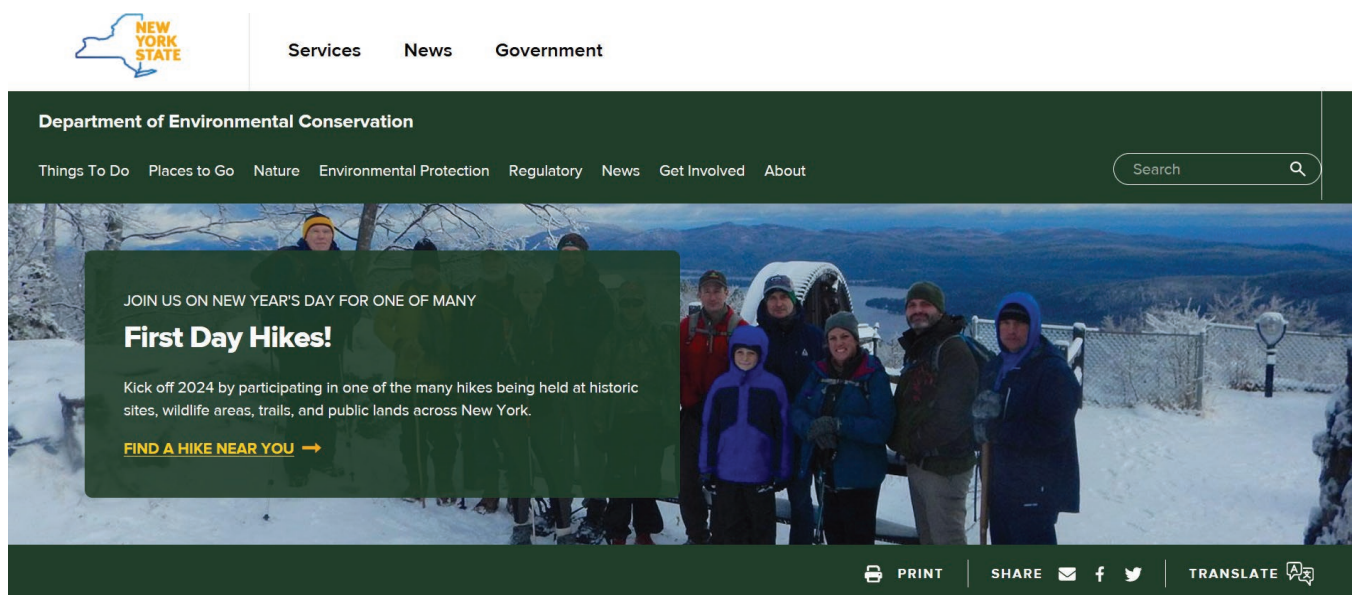 NEW
YORK
STATE
Services News Government
Department of Environmental Conservation
Things To Do Places to Go Nature Environmental Protection Regulatory News Get Involved About
Search
JOIN US ON NEW YEAR'S DAY FOR ONE OF MANY
First Day Hikes!
Kick off 2024 by participating in one of the many hikes being held at historic
sites, wildlife areas, trails, and public lands across New York.
FIND A HIKE NEAR YOU →
PRINT SHARE TRANSLATE